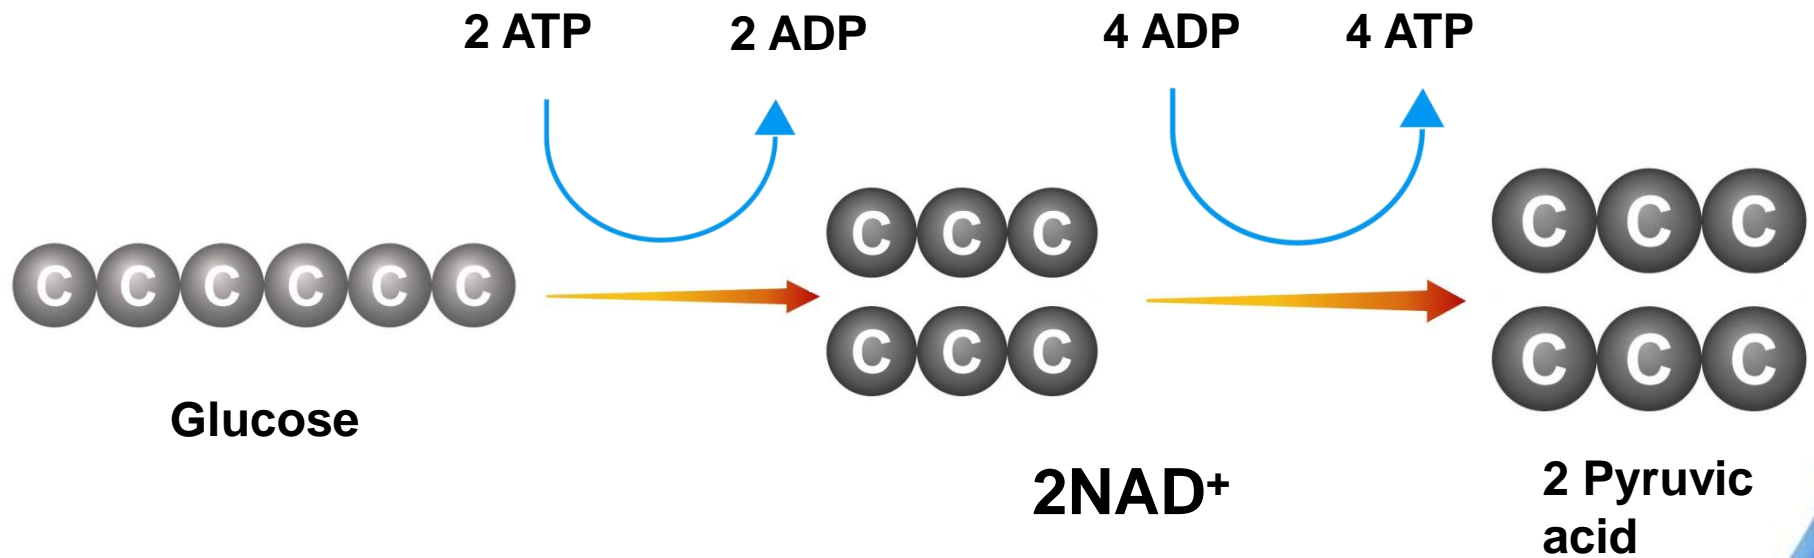 2 ATP
2 ADP
4 ADP
4 ATP
C C C C C C
C C C
C C C
C C C
C C C
Glucose
2NAD⁺
2 Pyruvic
acid